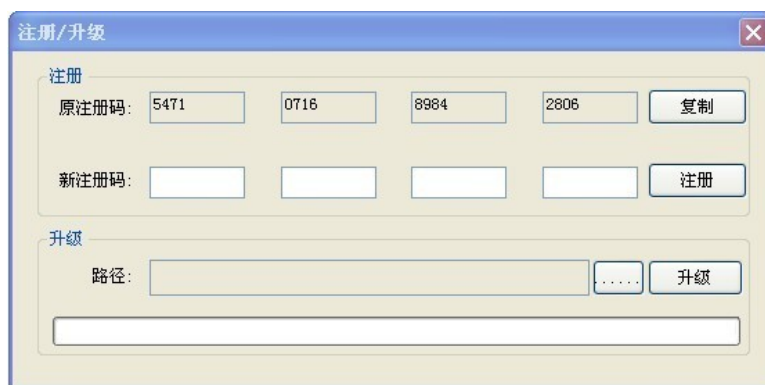 注册/升级
注册
原注册码: 5471 0716 8984 2806 复制
新注册码: 注册
升级
路径: ...... 升级